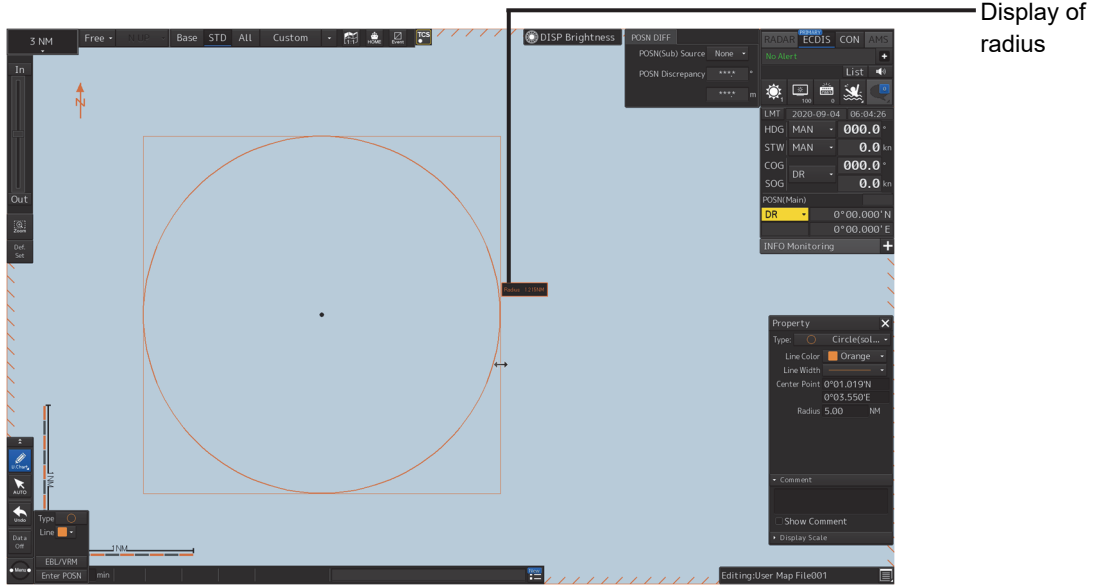 Display of
radius
3 NM
Free
Base STD All Custom
1:1 HOME Event TCS
DISP Brightness
POSN DIFF
POSN(Sub) Source None
POSN Discrepancy ***.* °
***.* m
RADAR PRIMARY ECDIS CON AMS
No Alert
List
1 100 0
LMT 2020-09-04 06:04:26
HDG MAN 000.0 °
STW MAN 0.0 kn
COG 000.0 °
DR
SOG 0.0 kn
POSN(Main)
DR 0°00.000'N
0°00.000'E
INFO Monitoring
In
Out
Zoom
Def.
Set
N
Property
Type: Circle(sol...
Line Color Orange
Line Width
Center Point 0°01.019'N
0°03.550'E
Radius 5.00 NM
Comment
Show Comment
Display Scale
AUTO
Undo
Data
Off
Menu
1NM
Type
Line
1NM
EBL/VRM
Enter POSN min
New
Editing:User Map File001